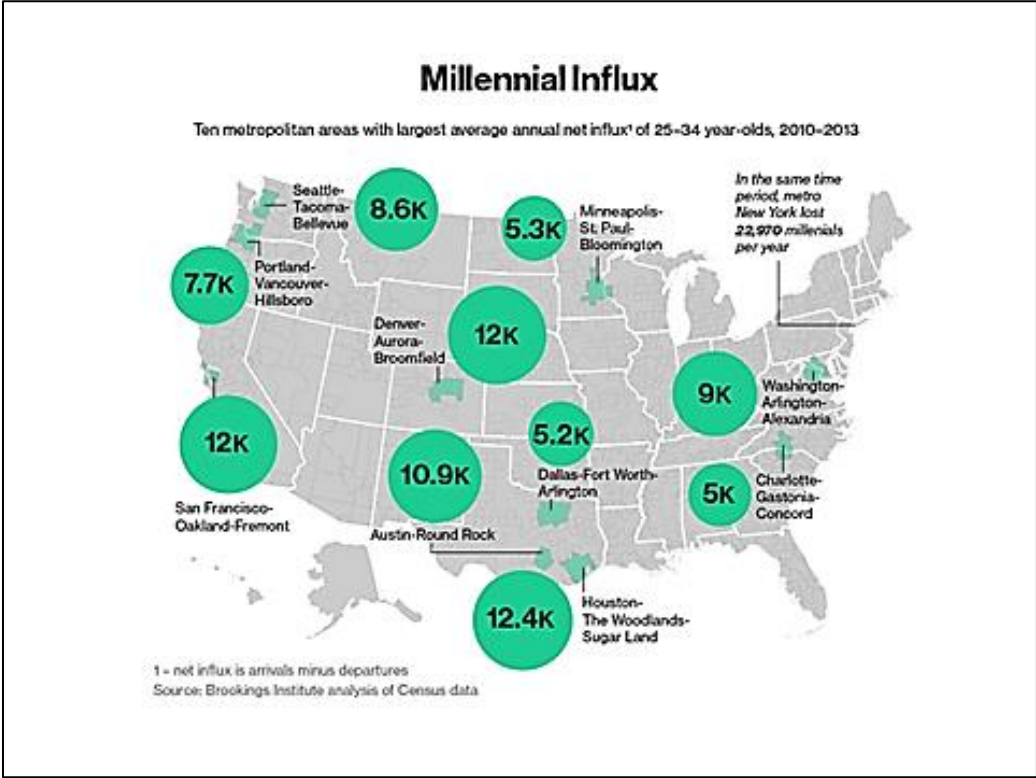 Millennial Influx
Ten metropolitan areas with largest average annual net influx¹ of 25–34 year-olds, 2010–2013
Seattle-
Tacoma-
Bellevue
8.6K
5.3K
Minneapolis-
St. Paul-
Bloomington
In the same time
period, metro
New York lost
22,970 millenials
per year
7.7K
Portland-
Vancouver-
Hillsboro
Denver-
Aurora-
Broomfield
12K
9K
Washington-
Arlington-
Alexandria
12K
San Francisco-
Oakland-Fremont
10.9K
Austin-Round Rock
5.2K
Dallas-Fort Worth-
Arlington
5K
Charlotte-
Gastonia-
Concord
12.4K
Houston-
The Woodlands-
Sugar Land
1 – net influx is arrivals minus departures
Source: Brookings Institute analysis of Census data